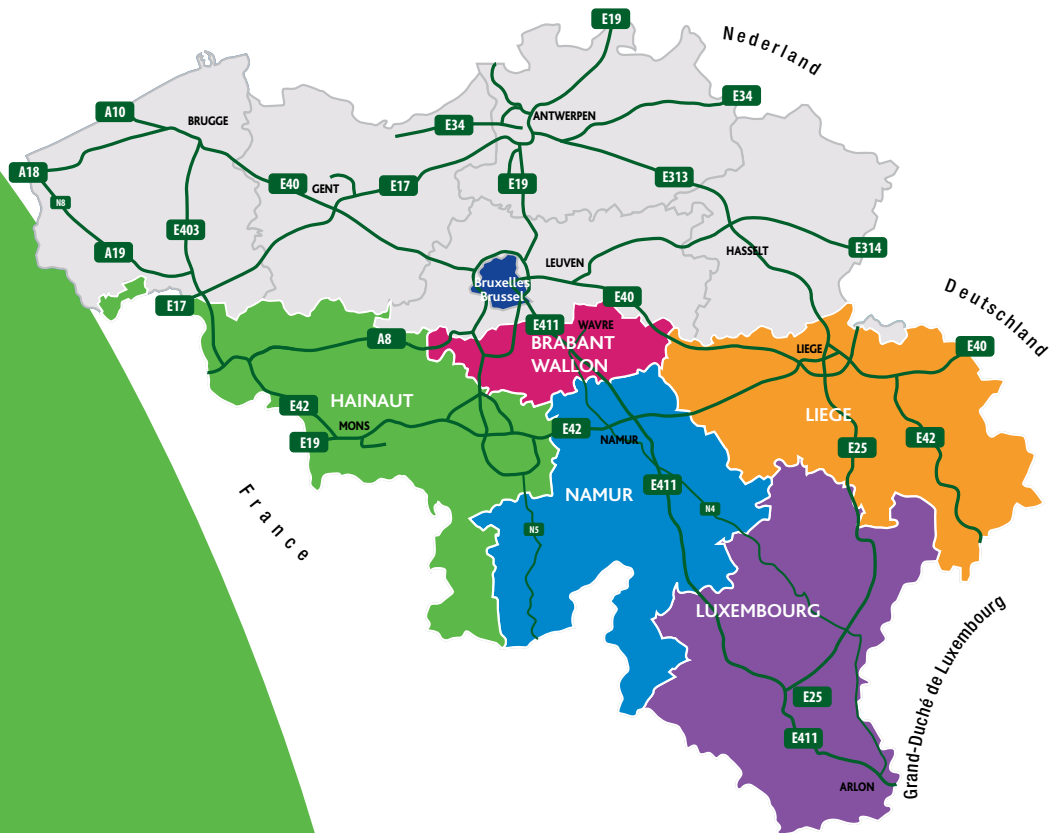 E19
Nederland
E34
A10
ANTWERPEN
BRUGGE
E34
A18
E313
E40
GENT
E17
E19
N8
E403
A19
HASSELT
E314
LEUVEN
Bruxelles
Brussel
E40
E17
Deutschland
E411
WAVRE
A8
BRABANT
WALLON
LIEGE
E40
HAINAUT
E42
LIEGE
MONS
E42
E42
E19
NAMUR
E25
France
E411
NAMUR
N4
N5
LUXEMBOURG
Grand-Duché de Luxembourg
E25
E411
ARLON